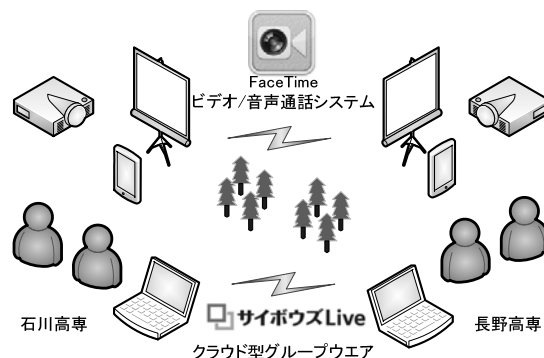 FaceTime
ビデオ/音声通話システム
石川高専
サイボウズLive
長野高専
クラウド型グループウエア